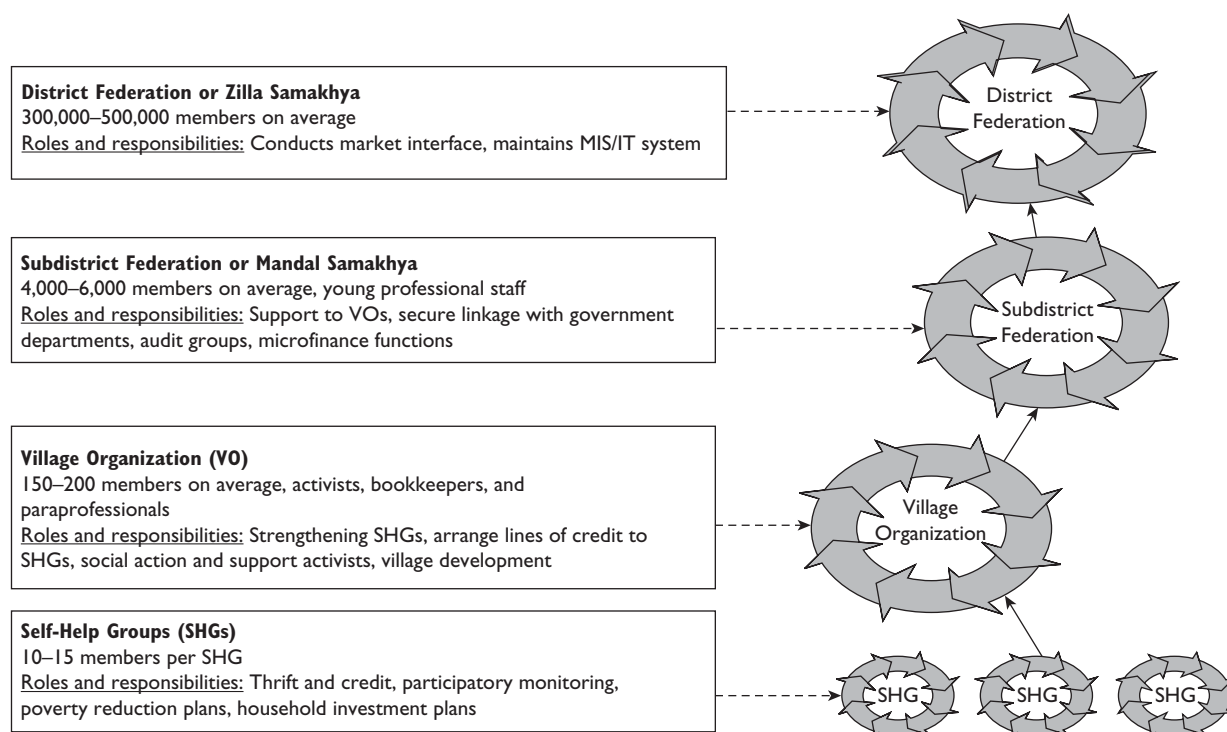 District Federation or Zilla Samakhya
300,000–500,000 members on average
Roles and responsibilities: Conducts market interface, maintains MIS/IT system
District
Federation
Subdistrict Federation or Mandal Samakhya
4,000–6,000 members on average, young professional staff
Roles and responsibilities: Support to VOs, secure linkage with government
departments, audit groups, microfinance functions
Subdistrict
Federation
Village Organization (VO)
150–200 members on average, activists, bookkeepers, and
paraprofessionals
Roles and responsibilities: Strengthening SHGs, arrange lines of credit to
SHGs, social action and support activists, village development
Village
Organization
Self-Help Groups (SHGs)
10–15 members per SHG
Roles and responsibilities: Thrift and credit, participatory monitoring,
poverty reduction plans, household investment plans
SHG
SHG
SHG